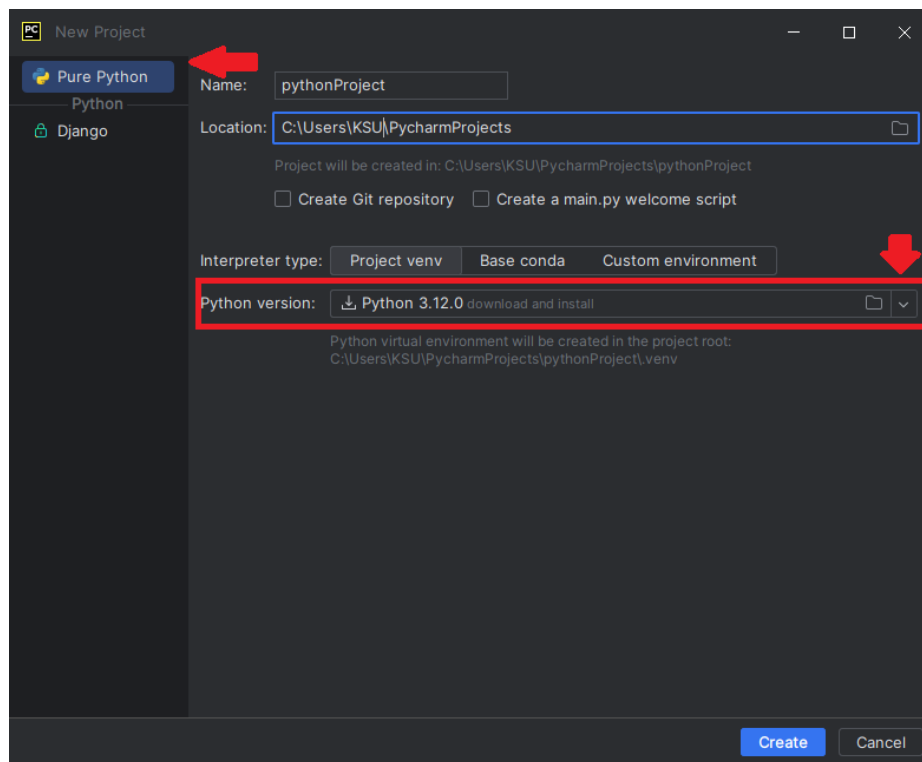 PC New Project
Pure Python
Python
Django
Name: pythonProject
Location: C:\Users\KSU\PycharmProjects
Project will be created in: C:\Users\KSU\PycharmProjects\pythonProject
Create Git repository Create a main.py welcome script
Interpreter type: Project venv Base conda Custom environment
Python version: Python 3.12.0 download and install
Python virtual environment will be created in the project root:
C:\Users\KSU\PycharmProjects\pythonProject\.venv
Create Cancel